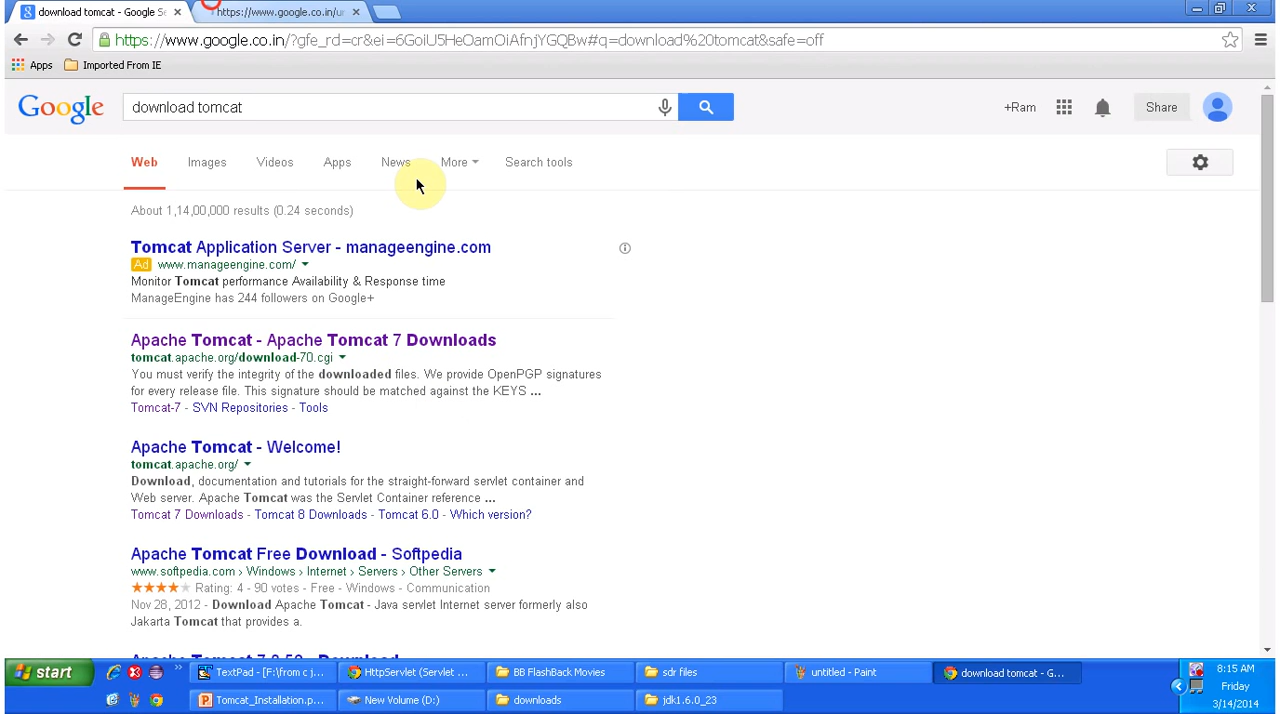 download tomcat - Google Se
https://www.google.co.in/ur
https://www.google.co.in/?gfe_rd=cr&ei=6GoiU5HeOamOiAfnjYGQBw#q=download%20tomcat&safe=off
Apps Imported From IE
Google download tomcat +Ram Share
Web Images Videos Apps News More Search tools
About 1,14,00,000 results (0.24 seconds)
Tomcat Application Server - manageengine.com
Ad www.manageengine.com/
Monitor Tomcat performance Availability & Response time
ManageEngine has 244 followers on Google+
Apache Tomcat - Apache Tomcat 7 Downloads
tomcat.apache.org/download-70.cgi
You must verify the integrity of the downloaded files. We provide OpenPGP signatures
for every release file. This signature should be matched against the KEYS ...
Tomcat-7 - SVN Repositories - Tools
Apache Tomcat - Welcome!
tomcat.apache.org/
Download, documentation and tutorials for the straight-forward servlet container and
Web server. Apache Tomcat was the Servlet Container reference ...
Tomcat 7 Downloads - Tomcat 8 Downloads - Tomcat 6.0 - Which version?
Apache Tomcat Free Download - Softpedia
www.softpedia.com › Windows › Internet › Servers › Other Servers
Rating: 4 - 90 votes - Free - Windows - Communication
Nov 28, 2012 - Download Apache Tomcat - Java servlet Internet server formerly also
Jakarta Tomcat that provides a.
start TextPad - [F:\from c j... HttpServlet (Servlet ... BB FlashBack Movies sdr files untitled - Paint download tomcat - G... 8:15 AM
Friday
Tomcat_Installation.p... New Volume (D:) downloads jdk1.6.0_23 3/14/2014